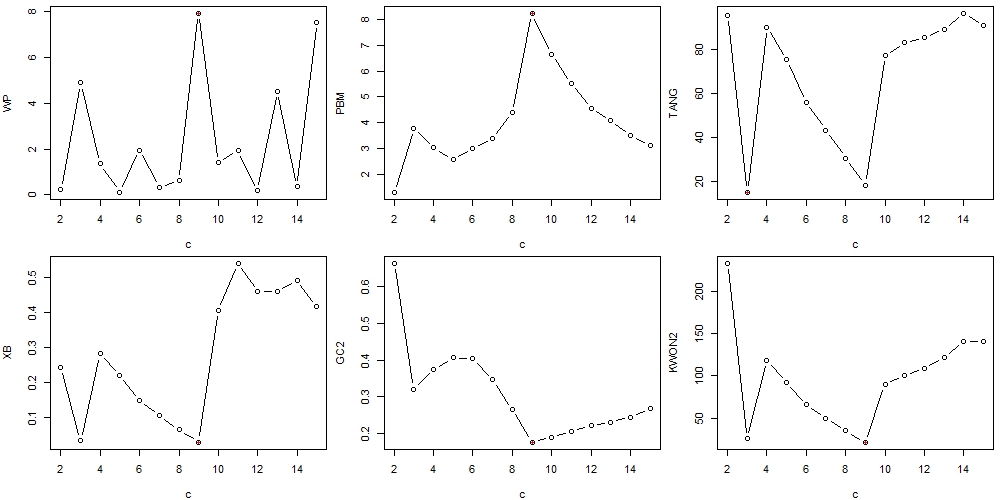 WP
0 2 4 6 8
2 4 6 8 10 12 14
c
PBM
2 3 4 5 6 7 8
2 4 6 8 10 12 14
c
TANG
20 40 60 80
2 4 6 8 10 12 14
c
XB
0.1 0.2 0.3 0.4 0.5
2 4 6 8 10 12 14
c
GC2
0.2 0.3 0.4 0.5 0.6
2 4 6 8 10 12 14
c
KWON2
50 100 150 200
2 4 6 8 10 12 14
c